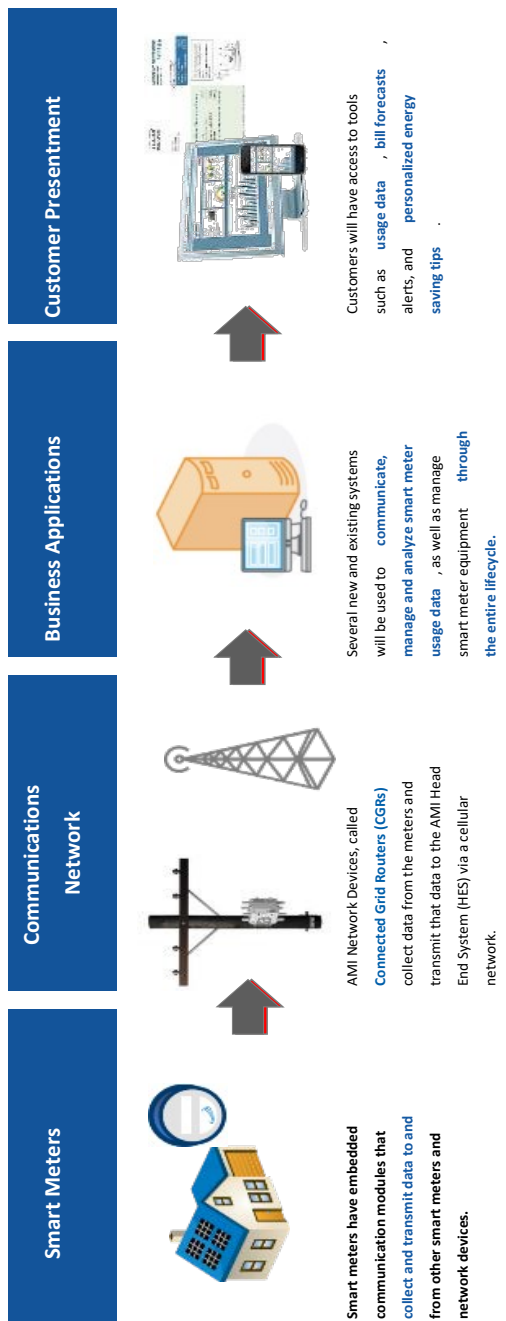 Smart Meters
Smart meters have embedded
communication modules that
collect and transmit data to and
from other smart meters and
network devices.
Communications
Network
AMI Network Devices, called
Connected Grid Routers (CGRs)
collect data from the meters and
transmit that data to the AMI Head
End System (HES) via a cellular
network.
Business Applications
Several new and existing systems
will be used to communicate,
manage and analyze smart meter
usage data , as well as manage
smart meter equipment through
the entire lifecycle.
Customer Presentment
Customers will have access to tools
such as usage data , bill forecasts ,
alerts, and personalized energy
saving tips .